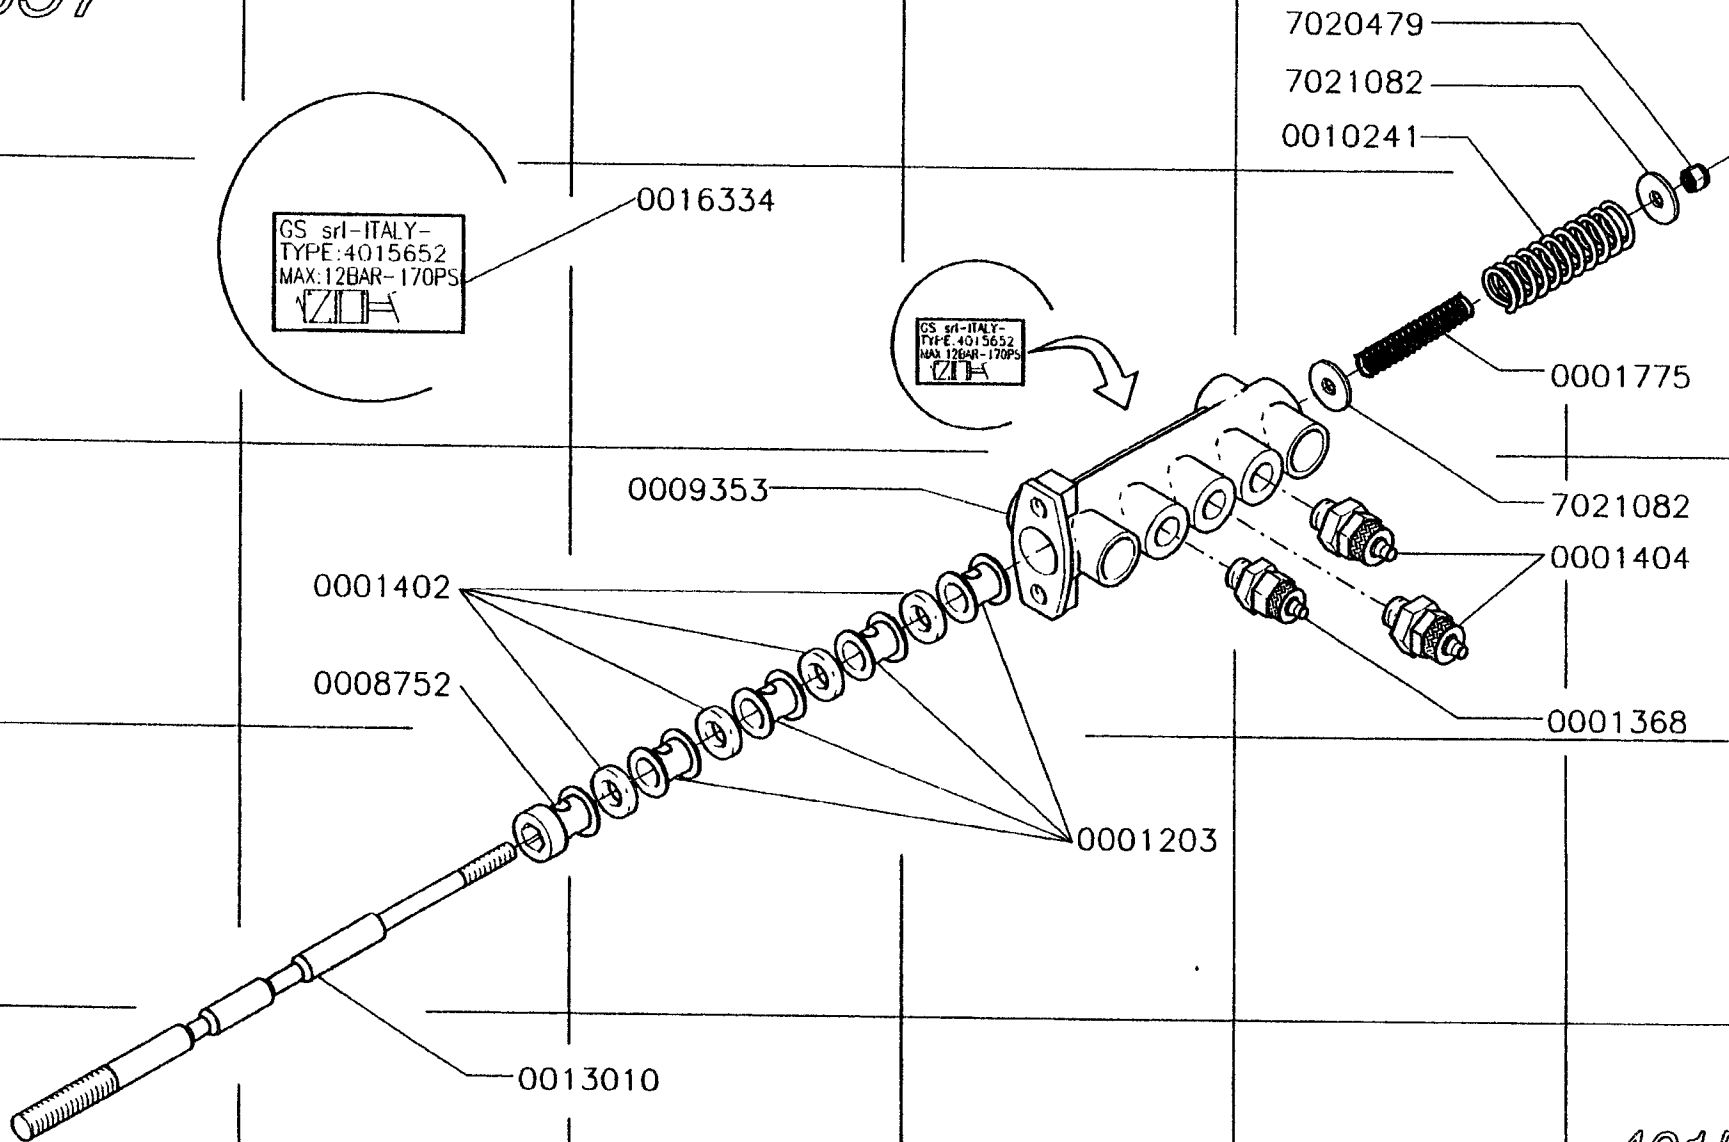 7020479
7021082
0010241
0016334
GS srl-ITALY-
TYPE:4015652
MAX:12BAR-170PS
GS srl-ITALY-
TYPE:4015652
MAX:12BAR-170PS
0001775
0009353
7021082
0001404
0001402
0008752
0001368
0001203
0013010